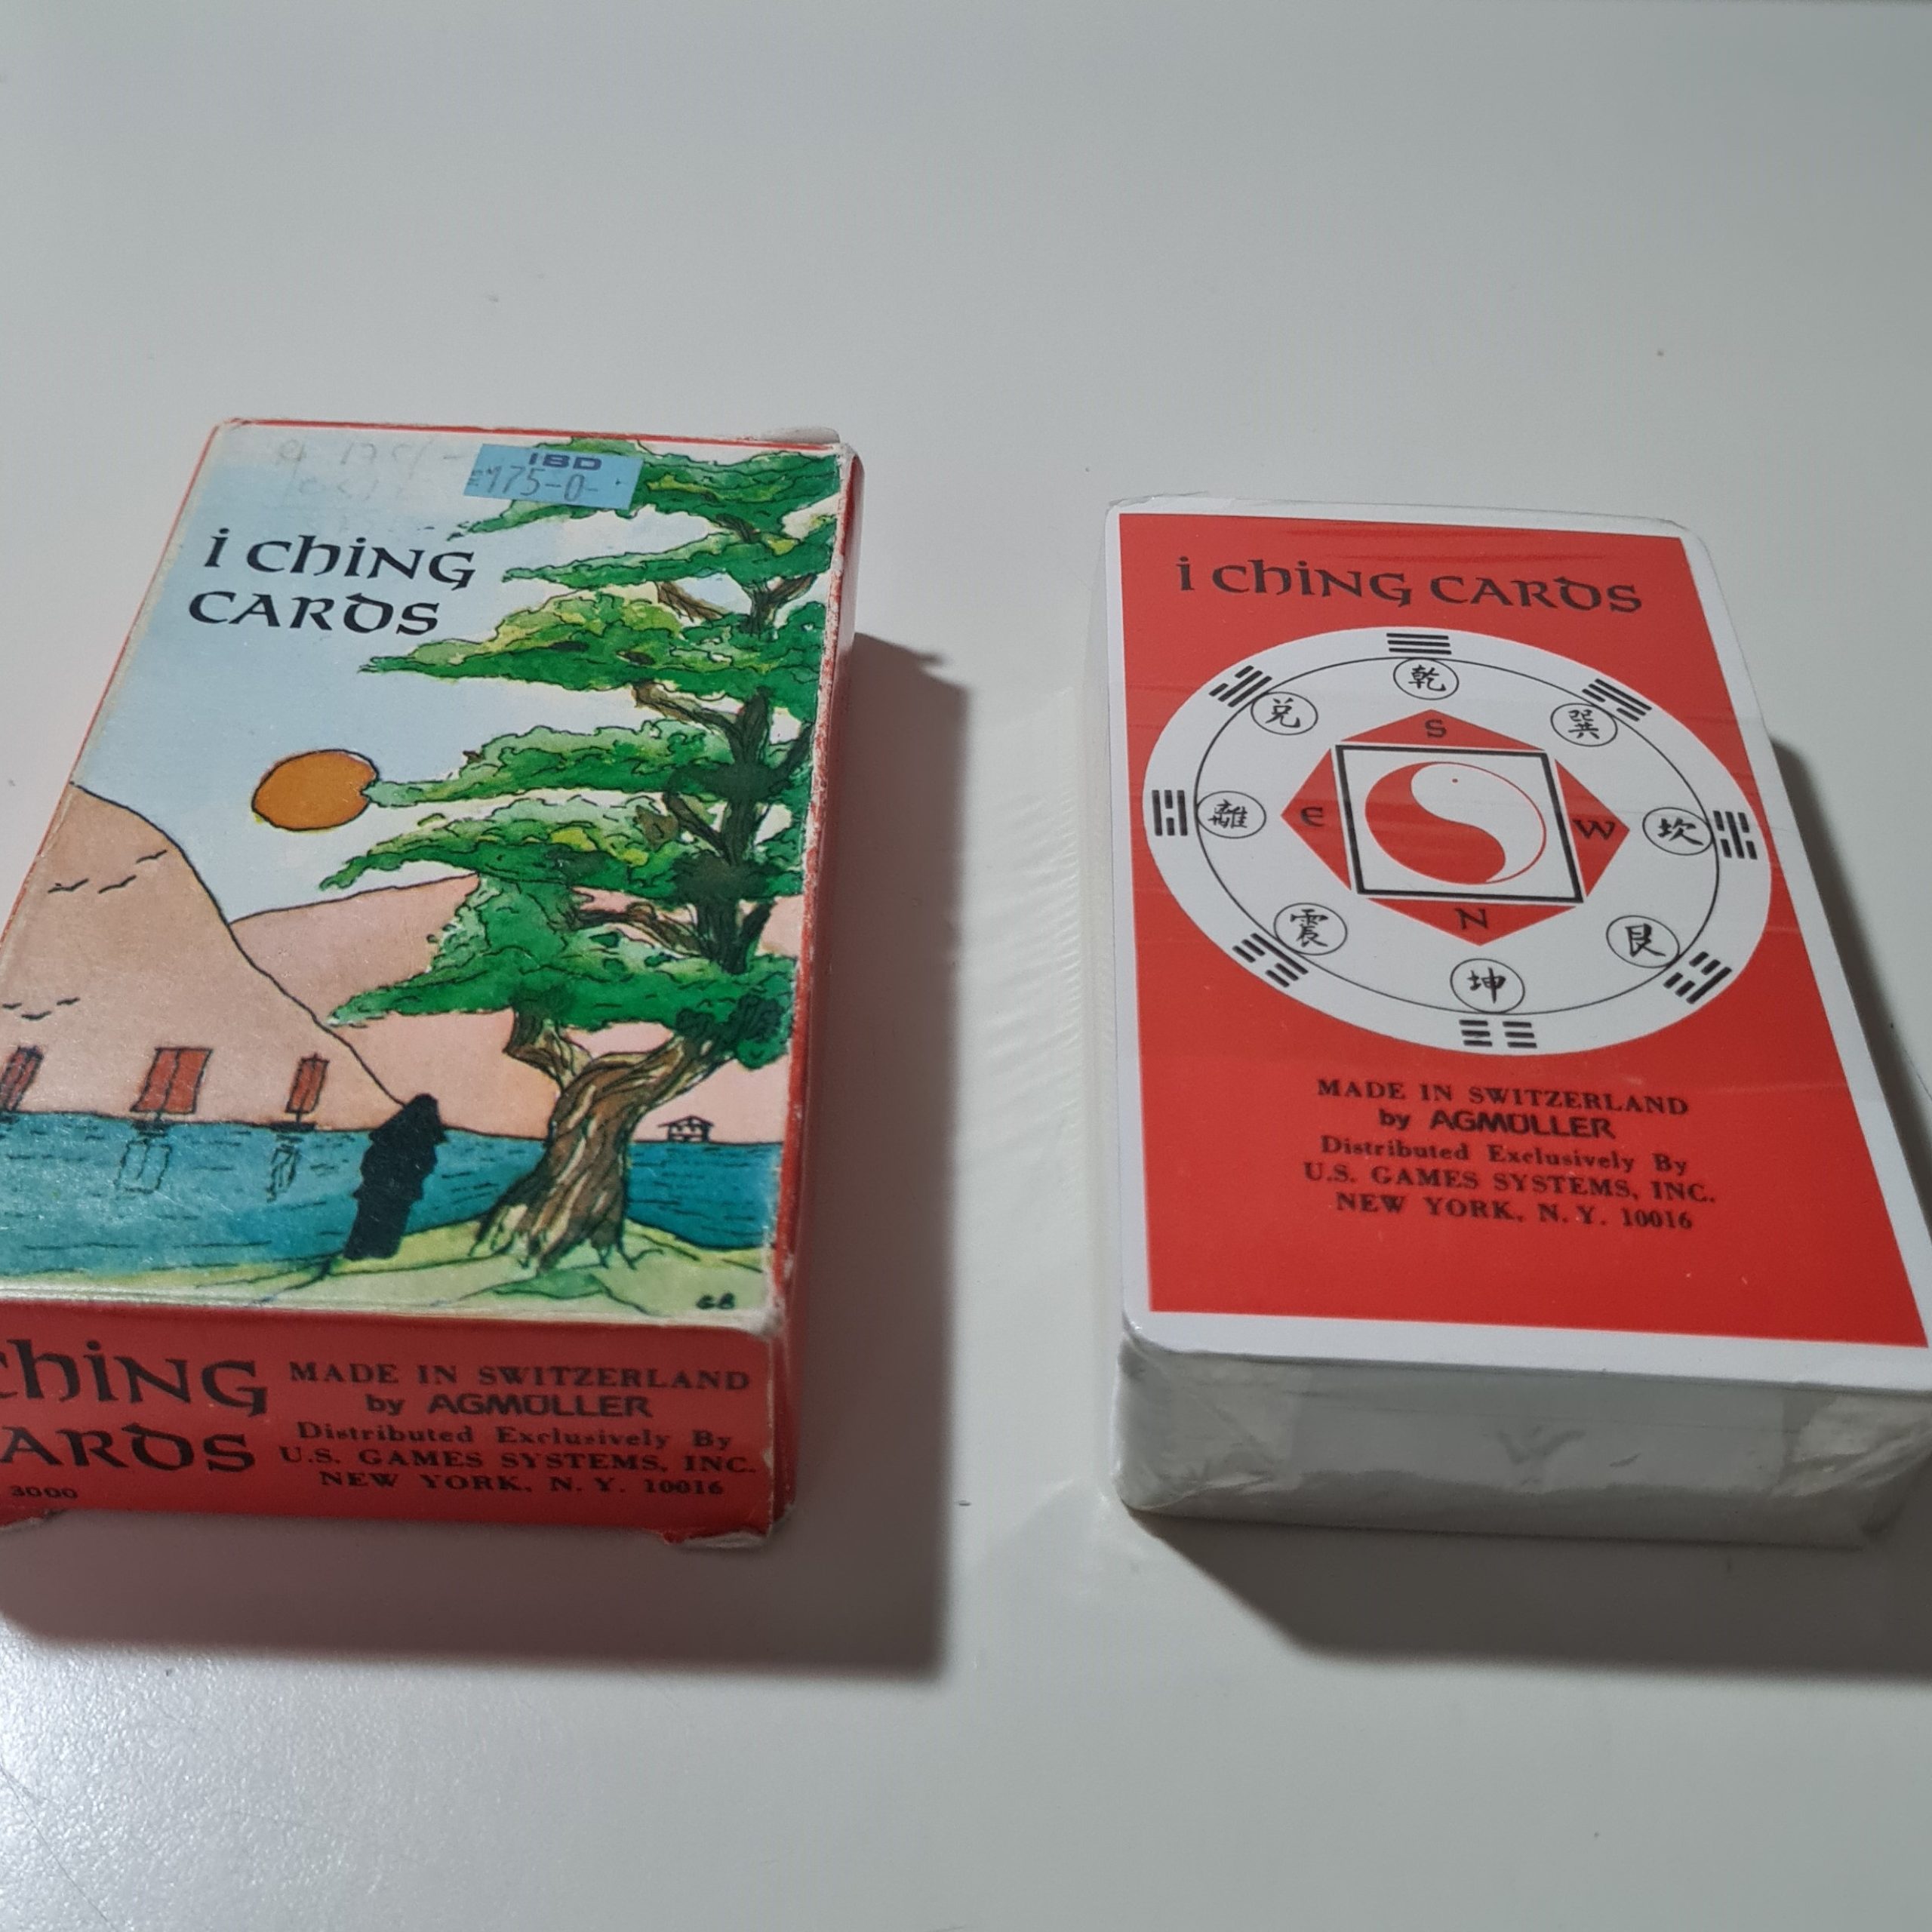 IBD
i ChiNG
CARDS
GB
ChiNG
CARDS
3000
MADE IN SWITZERLAND
by AGMÜLLER
Distributed Exclusively By
U.S. GAMES SYSTEMS, INC.
NEW YORK, N.Y. 10016
i ChiNG CARDS
乾
兌
巽
S
離
E
W
坎
N
震
艮
坤
MADE IN SWITZERLAND
by AGMÜLLER
Distributed Exclusively By
U.S. GAMES SYSTEMS, INC.
NEW YORK, N.Y. 10016